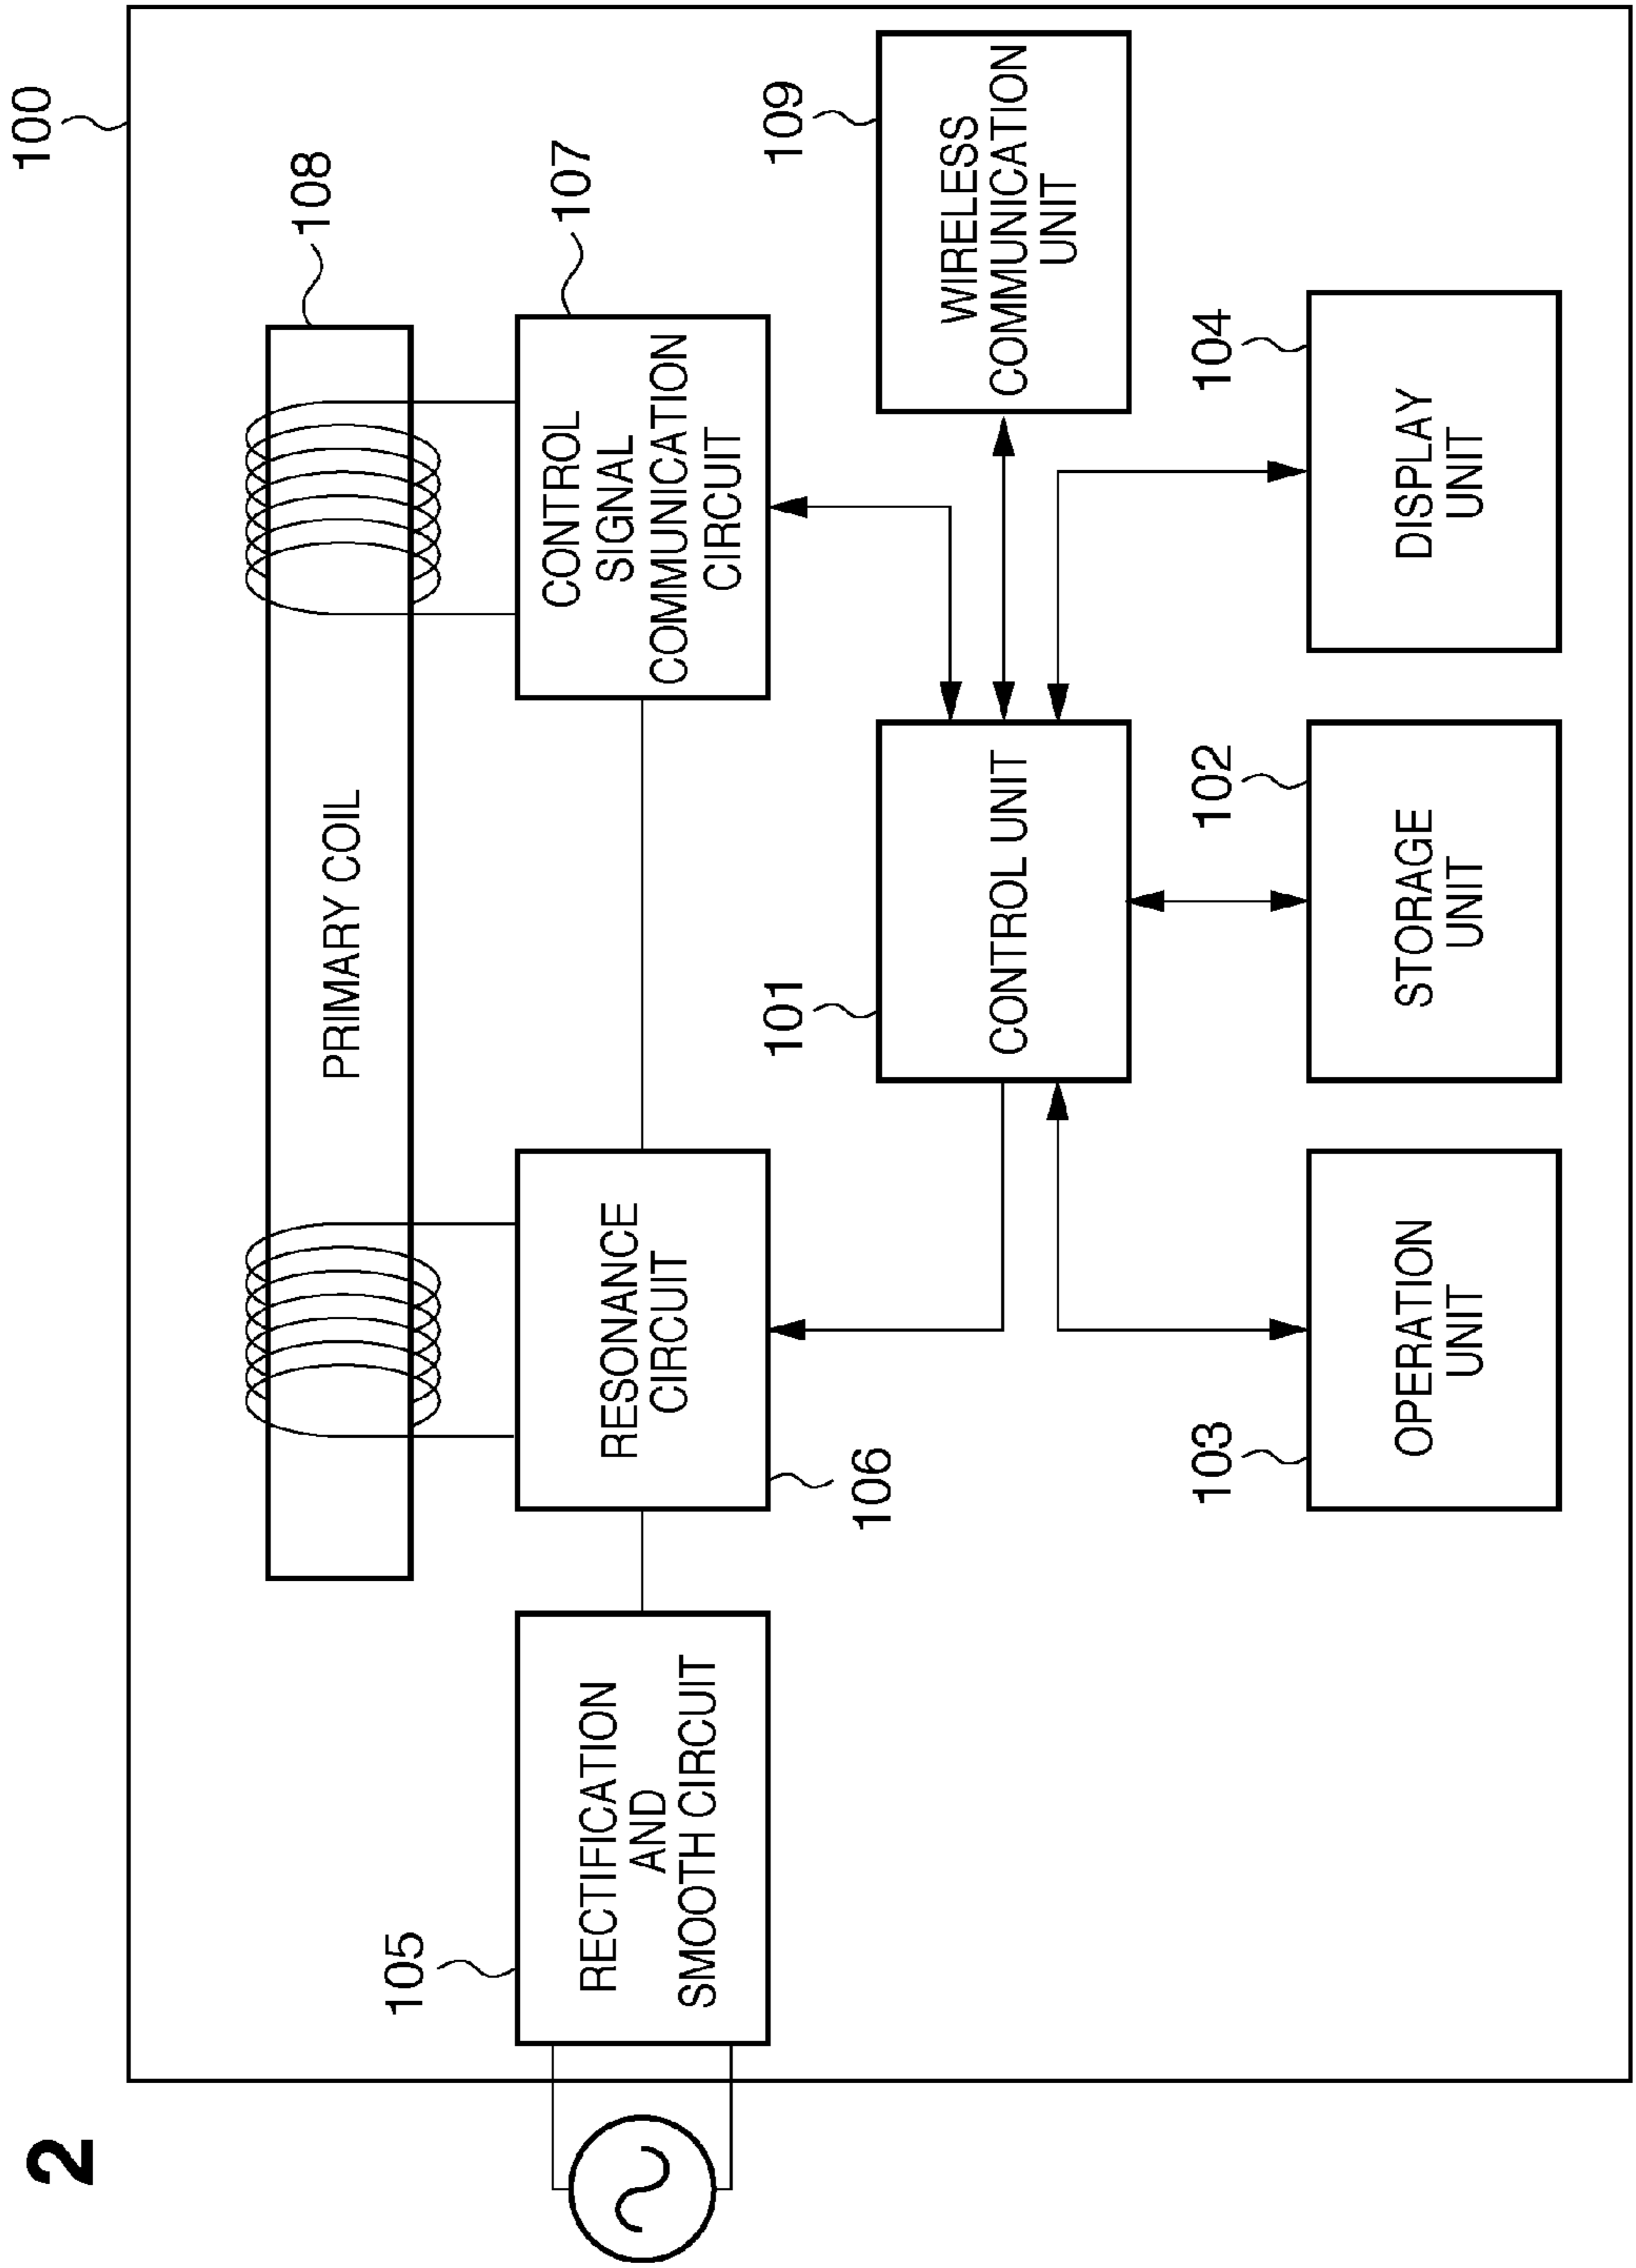 2
100
108
PRIMARY COIL
107
105
RECTIFICATION
AND
SMOOTH CIRCUIT
RESONANCE
CIRCUIT
106
CONTROL
SIGNAL
COMMUNICATION
CIRCUIT
109
101
CONTROL UNIT
WIRELESS
COMMUNICATION
UNIT
103
102
104
OPERATION
UNIT
STORAGE
UNIT
DISPLAY
UNIT